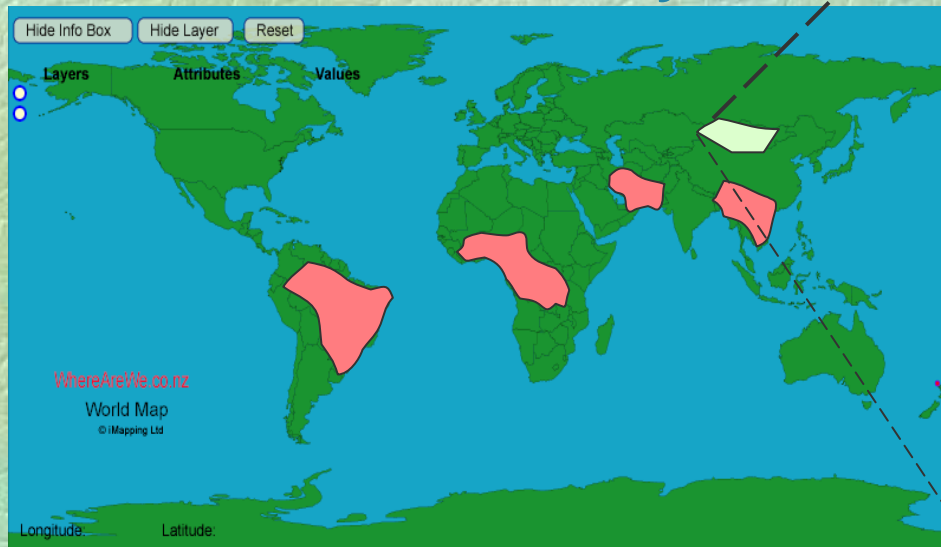 Hide Info Box Hide Layer Reset
Layers Attributes Values
WhereAreWe.co.nz
World Map
© iMapping Ltd
Longitude: Latitude: